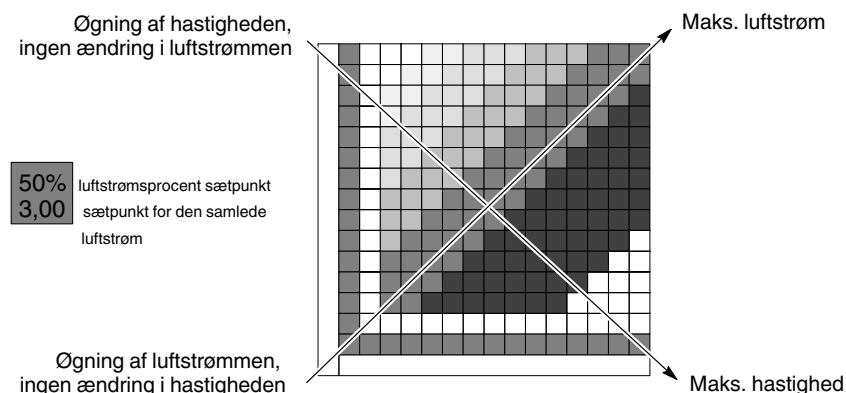 Øgning af hastigheden,
ingen ændring i luftstrømmen
Maks. luftstrøm
50% luftstrømsprocent sætpunkt
3,00 sætpunkt for den samlede
luftstrøm
Øgning af luftstrømmen,
ingen ændring i hastigheden
Maks. hastighed